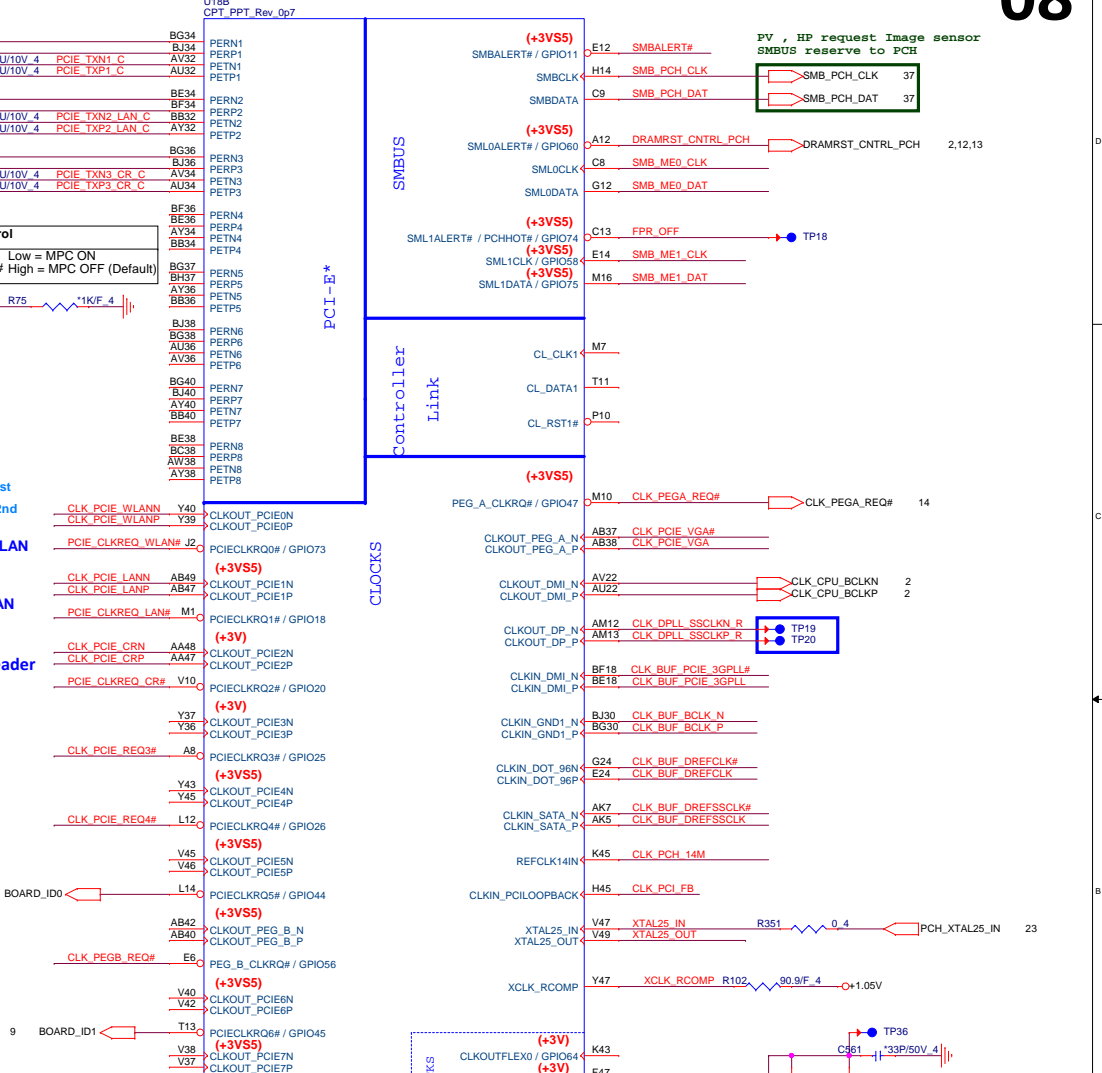 U18B
08
CPT_PPT_Rev_0p7
PV , HP request Image sensor
SMBUS reserve to PCH
BG34 PERN1
BJ34 PERP1
U/10V_4 PCIE_TXN1_C AV32 PETN1
U/10V_4 PCIE_TXP1_C AU32 PETP1
BE34 PERN2
BF34 PERP2
U/10V_4 PCIE_TXN2_LAN_C BB32 PETN2
U/10V_4 PCIE_TXP2_LAN_C AY32 PETP2
BG36 PERN3
BJ36 PERP3
U/10V_4 PCIE_TXN3_CR_C AV34 PETN3
U/10V_4 PCIE_TXP3_CR_C AU34 PETP3
BF36 PERN4
BE36 PERP4
AY34 PETN4
BB34 PETP4
rol
Low = MPC ON
# High = MPC OFF (Default)
R75 *1K/F_4
BG37 PERN5
BH37 PERP5
AY36 PETN5
BB36 PETP5
BJ38 PERN6
BG38 PERP6
AU36 PETN6
AV36 PETP6
BG40 PERN7
BJ40 PERP7
AY40 PETN7
BB40 PETP7
BE38 PERN8
BC38 PERP8
AW38 PETN8
AY38 PETP8
PCI-E*
st
2nd
LAN
AN
eader
CLK_PCIE_WLANN Y40 CLKOUT_PCIE0N
CLK_PCIE_WLANP Y39 CLKOUT_PCIE0P
PCIE_CLKREQ_WLAN# J2 PCIECLKRQ0# / GPIO73
(+3VS5)
CLK_PCIE_LANN AB49 CLKOUT_PCIE1N
CLK_PCIE_LANP AB47 CLKOUT_PCIE1P
PCIE_CLKREQ_LAN# M1 PCIECLKRQ1# / GPIO18
(+3V)
CLK_PCIE_CRN AA48 CLKOUT_PCIE2N
CLK_PCIE_CRP AA47 CLKOUT_PCIE2P
PCIE_CLKREQ_CR# V10 PCIECLKRQ2# / GPIO20
(+3V)
Y37 CLKOUT_PCIE3N
Y36 CLKOUT_PCIE3P
CLK_PCIE_REQ3# A8 PCIECLKRQ3# / GPIO25
(+3VS5)
Y43 CLKOUT_PCIE4N
Y45 CLKOUT_PCIE4P
CLK_PCIE_REQ4# L12 PCIECLKRQ4# / GPIO26
(+3VS5)
V45 CLKOUT_PCIE5N
V46 CLKOUT_PCIE5P
BOARD_ID0 L14 PCIECLKRQ5# / GPIO44
(+3VS5)
AB42 CLKOUT_PEG_B_N
AB40 CLKOUT_PEG_B_P
CLK_PEGB_REQ# E6 PEG_B_CLKRQ# / GPIO56
(+3VS5)
V40 CLKOUT_PCIE6N
V42 CLKOUT_PCIE6P
9 BOARD_ID1 T13 PCIECLKRQ6# / GPIO45
(+3VS5)
V38 CLKOUT_PCIE7N
V37 CLKOUT_PCIE7P
SMBUS
Controller
Link
CLOCKS
(+3VS5)
SMBALERT# / GPIO11 E12 SMBALERT#
SMBCLK H14 SMB_PCH_CLK SMB_PCH_CLK 37
SMBDATA C9 SMB_PCH_DAT SMB_PCH_DAT 37
(+3VS5)
SML0ALERT# / GPIO60 A12 DRAMRST_CNTRL_PCH DRAMRST_CNTRL_PCH 2,12,13
SML0CLK C8 SMB_ME0_CLK
SML0DATA G12 SMB_ME0_DAT
(+3VS5)
SML1ALERT# / PCHHOT# / GPIO74 C13 FPR_OFF TP18
(+3VS5)
SML1CLK / GPIO58 E14 SMB_ME1_CLK
(+3VS5)
SML1DATA / GPIO75 M16 SMB_ME1_DAT
CL_CLK1 M7
CL_DATA1 T11
CL_RST1# P10
(+3VS5)
PEG_A_CLKRQ# / GPIO47 M10 CLK_PEGA_REQ# CLK_PEGA_REQ# 14
CLKOUT_PEG_A_N AB37 CLK_PCIE_VGA#
CLKOUT_PEG_A_P AB38 CLK_PCIE_VGA
CLKOUT_DMI_N AV22 CLK_CPU_BCLKN 2
CLKOUT_DMI_P AU22 CLK_CPU_BCLKP 2
CLKOUT_DP_N AM12 CLK_DPLL_SSCLKN_R TP19
CLKOUT_DP_P AM13 CLK_DPLL_SSCLKP_R TP20
CLKIN_DMI_N BF18 CLK_BUF_PCIE_3GPLL#
CLKIN_DMI_P BE18 CLK_BUF_PCIE_3GPLL
CLKIN_GND1_N BJ30 CLK_BUF_BCLK_N
CLKIN_GND1_P BG30 CLK_BUF_BCLK_P
CLKIN_DOT_96N G24 CLK_BUF_DREFCLK#
CLKIN_DOT_96P E24 CLK_BUF_DREFCLK
CLKIN_SATA_N AK7 CLK_BUF_DREFSSCLK#
CLKIN_SATA_P AK5 CLK_BUF_DREFSSCLK
REFCLK14IN K45 CLK_PCH_14M
CLKIN_PCILOOPBACK H45 CLK_PCI_FB
XTAL25_IN V47 XTAL25_IN R351 0_4 PCH_XTAL25_IN 23
XTAL25_OUT V49 XTAL25_OUT
XCLK_RCOMP Y47 XCLK_RCOMP R102 90.9/F_4 +1.05V
TP36
(+3V)
CLKOUTFLEX0 / GPIO64 K43
C561 *33P/50V_4
(+3V)
F47
KS
D
C
B